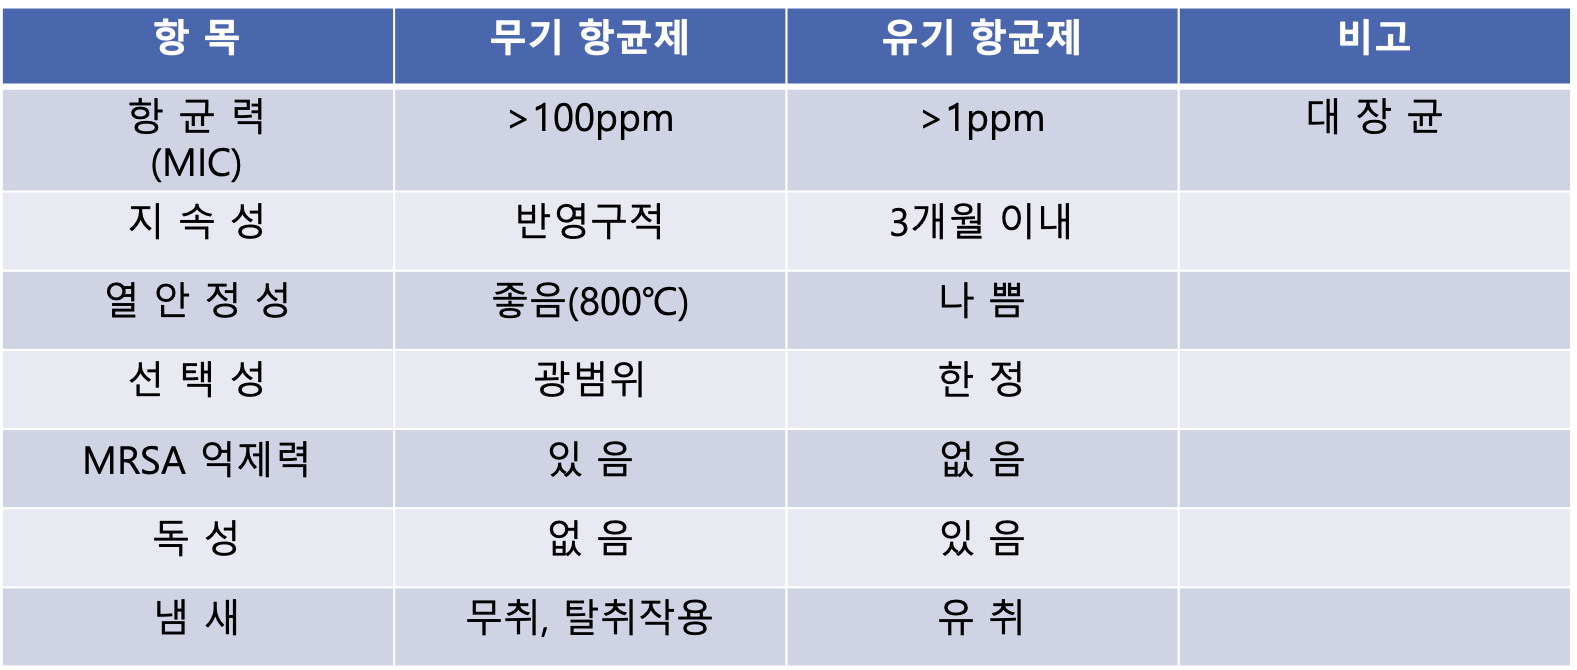 항 목 무기 항균제 유기 항균제 비고
항 균 력 >100ppm >1ppm 대 장 균
(MIC)
지 속 성 반영구적 3개월 이내
열 안 정 성 좋음(800℃) 나 쁨
선 택 성 광범위 한 정
MRSA 억제력 있 음 없 음
독 성 없 음 있 음
냄 새 무취, 탈취작용 유 취